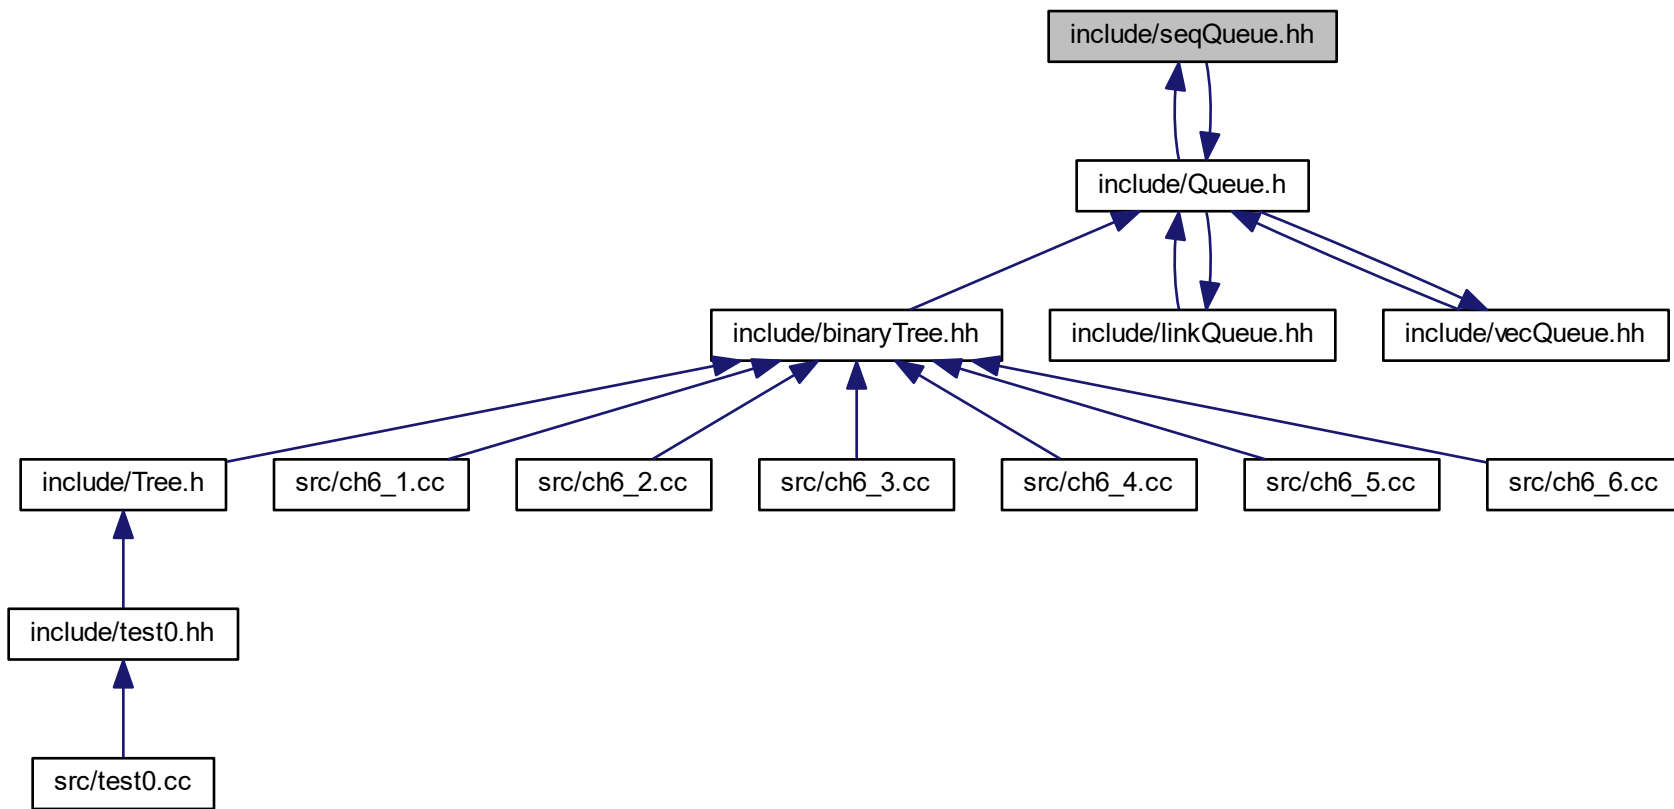 include/seqQueue.hh
include/Queue.h
include/binaryTree.hh
include/linkQueue.hh
include/vecQueue.hh
include/Tree.h
src/ch6_1.cc
src/ch6_2.cc
src/ch6_3.cc
src/ch6_4.cc
src/ch6_5.cc
src/ch6_6.cc
include/test0.hh
src/test0.cc